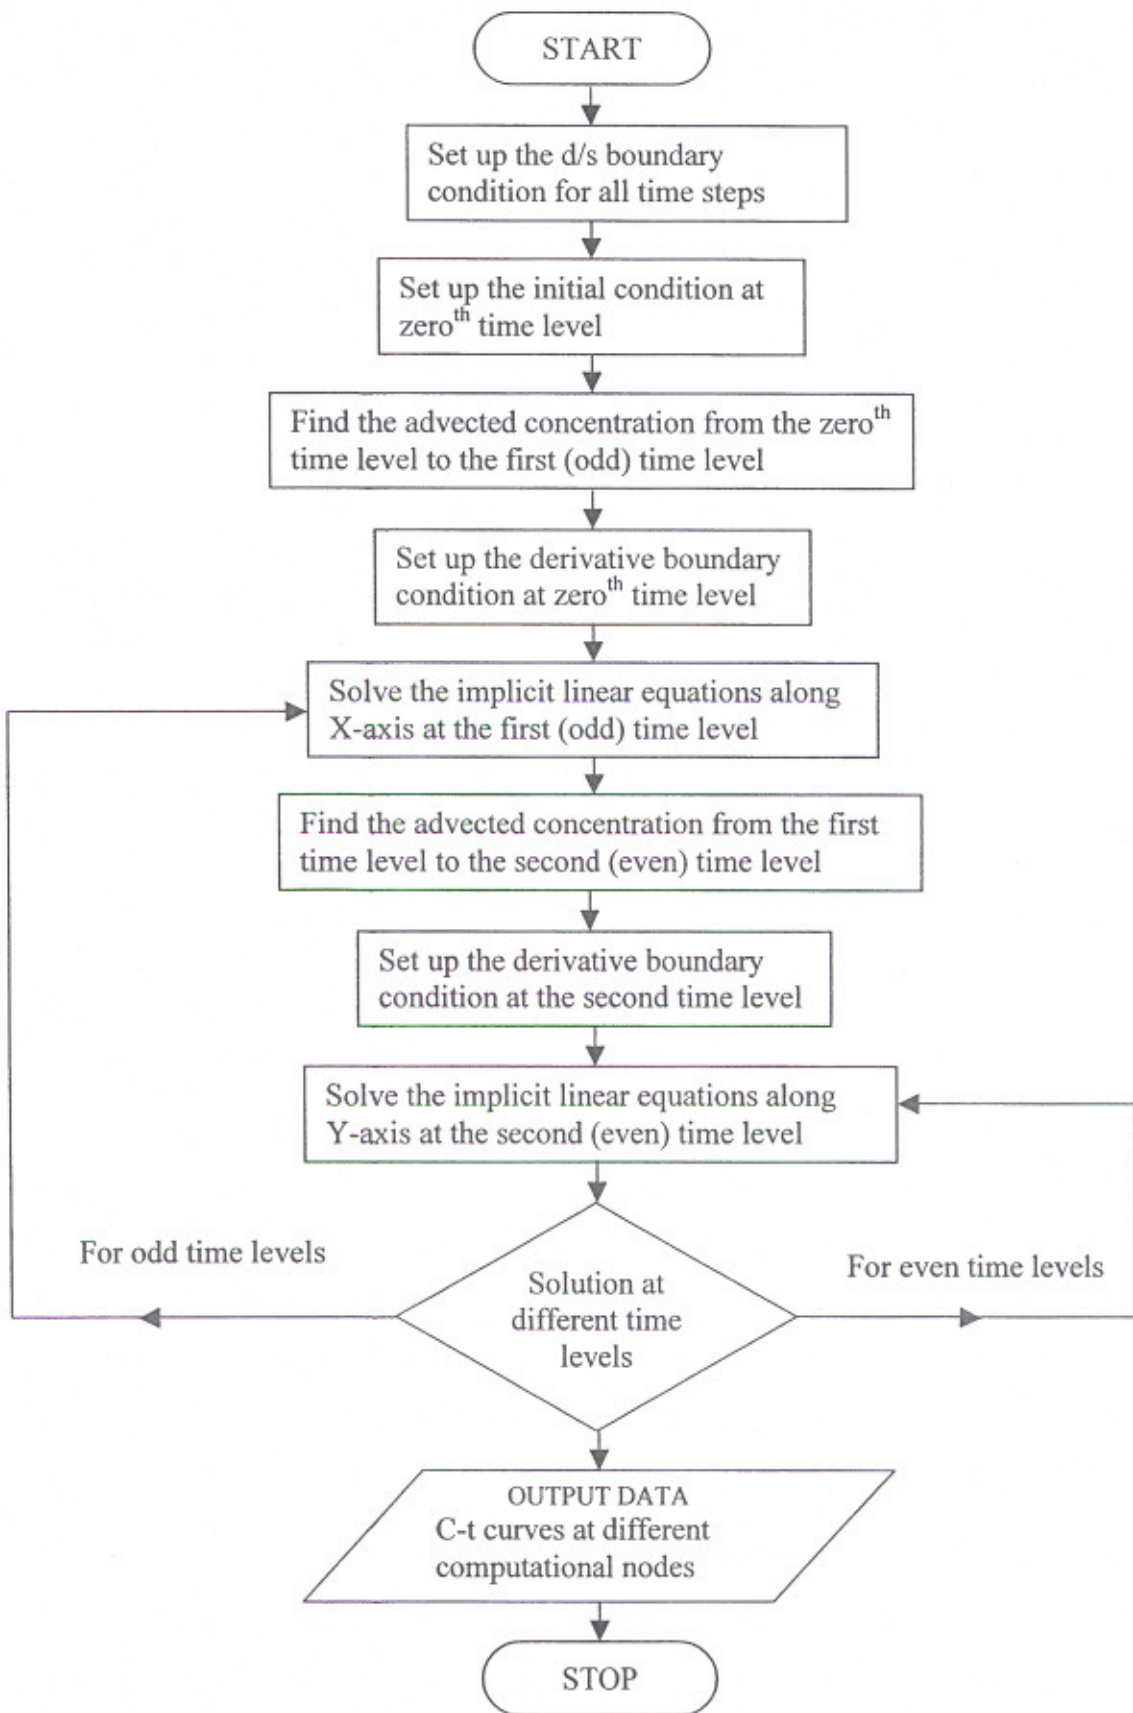 START
Set up the d/s boundary
condition for all time steps
Set up the initial condition at
zero^th time level
Find the advected concentration from the zero^th
time level to the first (odd) time level
Set up the derivative boundary
condition at zero^th time level
Solve the implicit linear equations along
X-axis at the first (odd) time level
Find the advected concentration from the first
time level to the second (even) time level
Set up the derivative boundary
condition at the second time level
Solve the implicit linear equations along
Y-axis at the second (even) time level
For odd time levels
Solution at
different time
levels
For even time levels
OUTPUT DATA
C-t curves at different
computational nodes
STOP